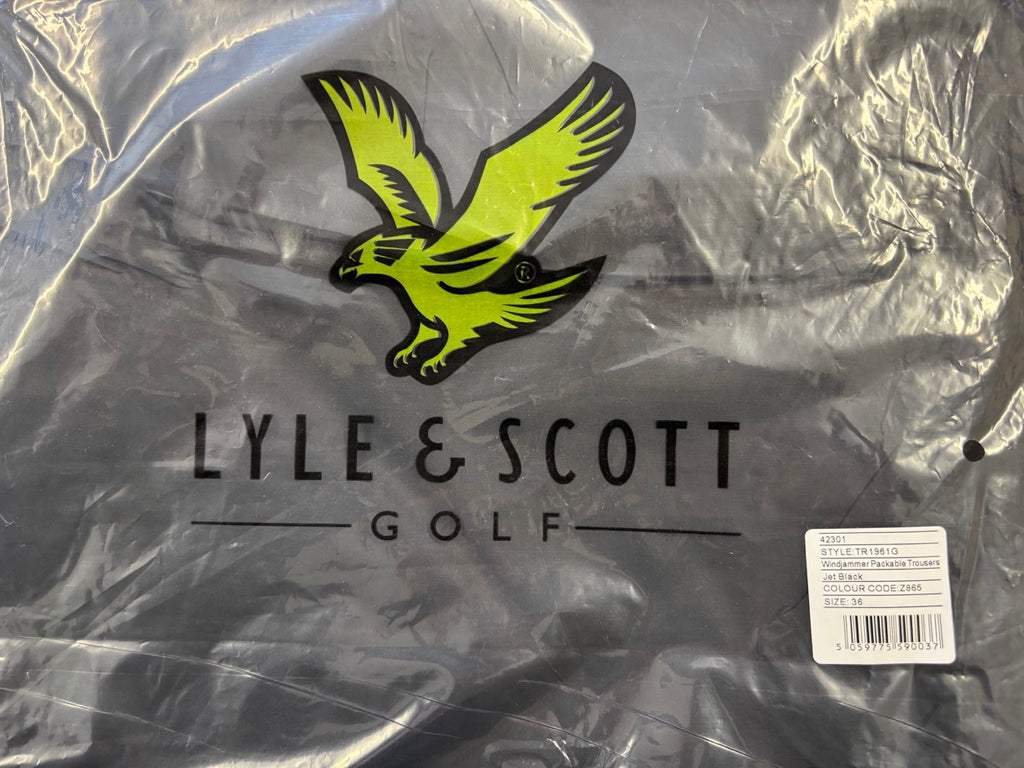 ®
LYLE & SCOTT
GOLF
42301
STYLE:TR1961G
Windjammer Packable Trousers
Jet Black
COLOUR CODE:Z865
SIZE: 36
5 059775 590037